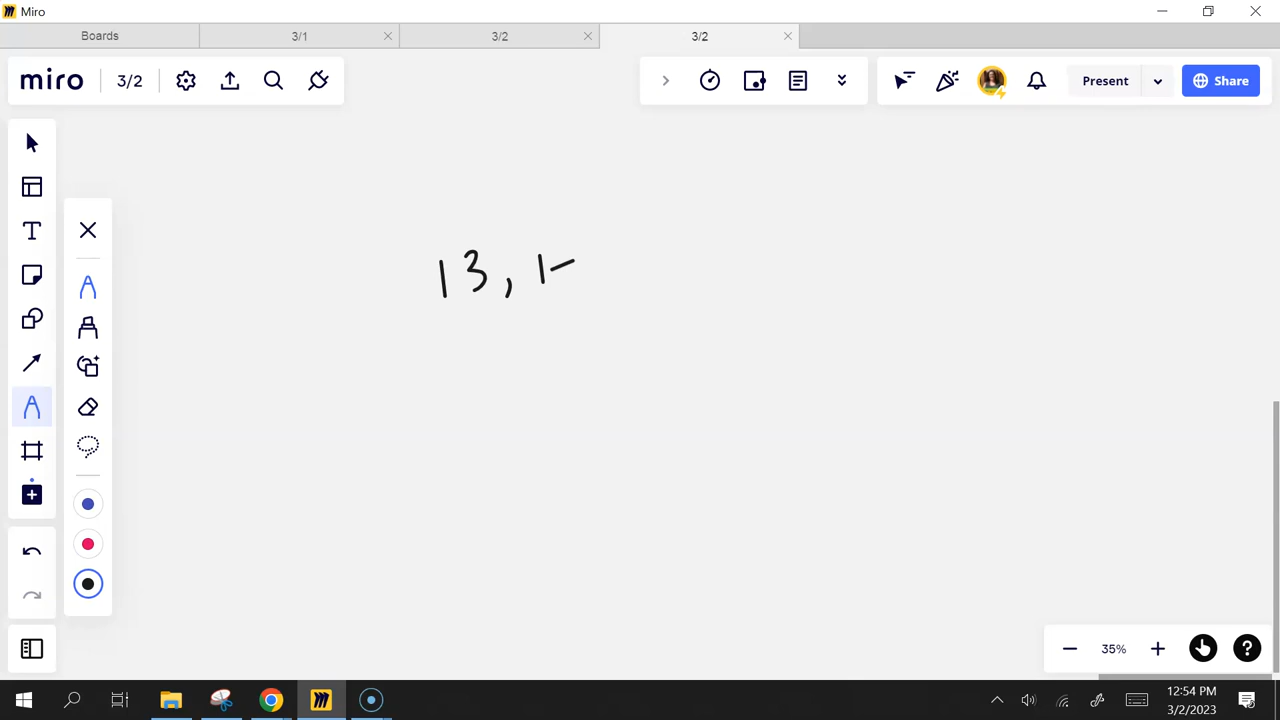 Miro
Boards 3/1 3/2 3/2
miro 3/2 Present Share
13, 1
35%
12:54 PM
3/2/2023